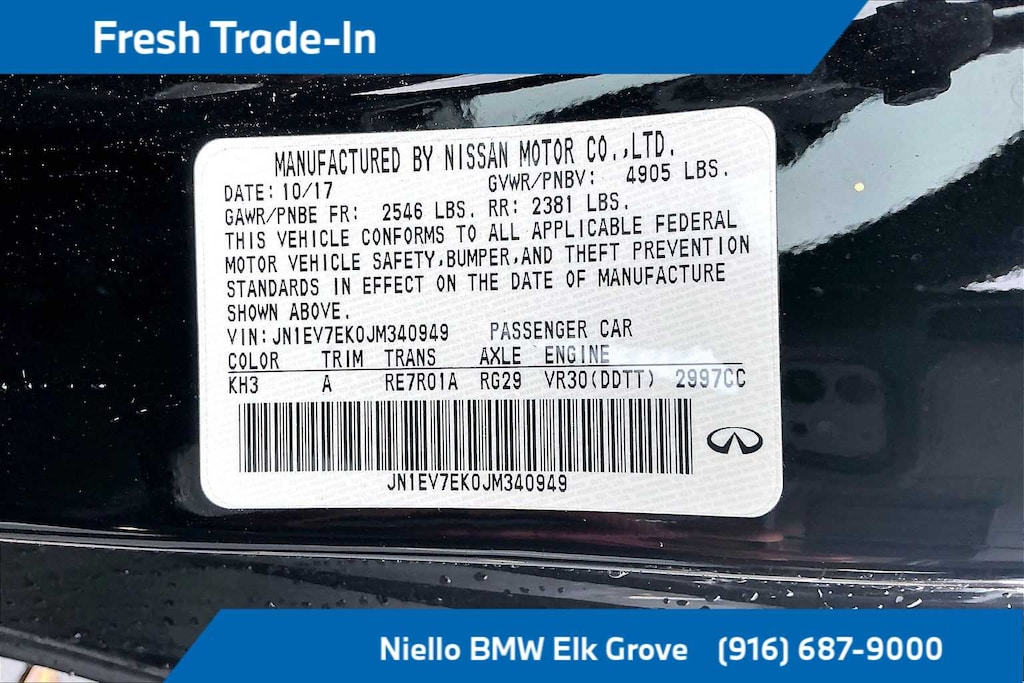 Fresh Trade-In
MANUFACTURED BY NISSAN MOTOR CO.,LTD.
DATE: 10/17 GVWR/PNBV: 4905 LBS.
GAWR/PNBE FR: 2546 LBS. RR: 2381 LBS.
THIS VEHICLE CONFORMS TO ALL APPLICABLE FEDERAL
MOTOR VEHICLE SAFETY,BUMPER,AND THEFT PREVENTION
STANDARDS IN EFFECT ON THE DATE OF MANUFACTURE
SHOWN ABOVE.
VIN:JN1EV7EK0JM340949 PASSENGER CAR
COLOR TRIM TRANS AXLE ENGINE
KH3 A RE7R01A RG29 VR30(DDTT) 2997CC
JN1EV7EK0JM340949
Niello BMW Elk Grove (916) 687-9000